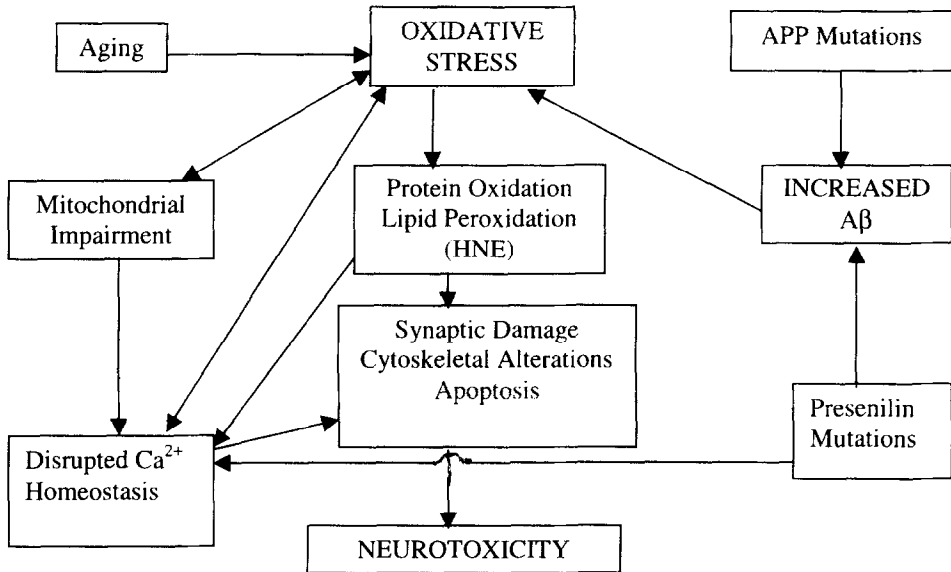 Aging
OXIDATIVE
STRESS
APP Mutations
Mitochondrial
Impairment
Protein Oxidation
Lipid Peroxidation
(HNE)
INCREASED
Aβ
Synaptic Damage
Cytoskeletal Alterations
Apoptosis
Presenilin
Mutations
Disrupted Ca²⁺
Homeostasis
NEUROTOXICITY